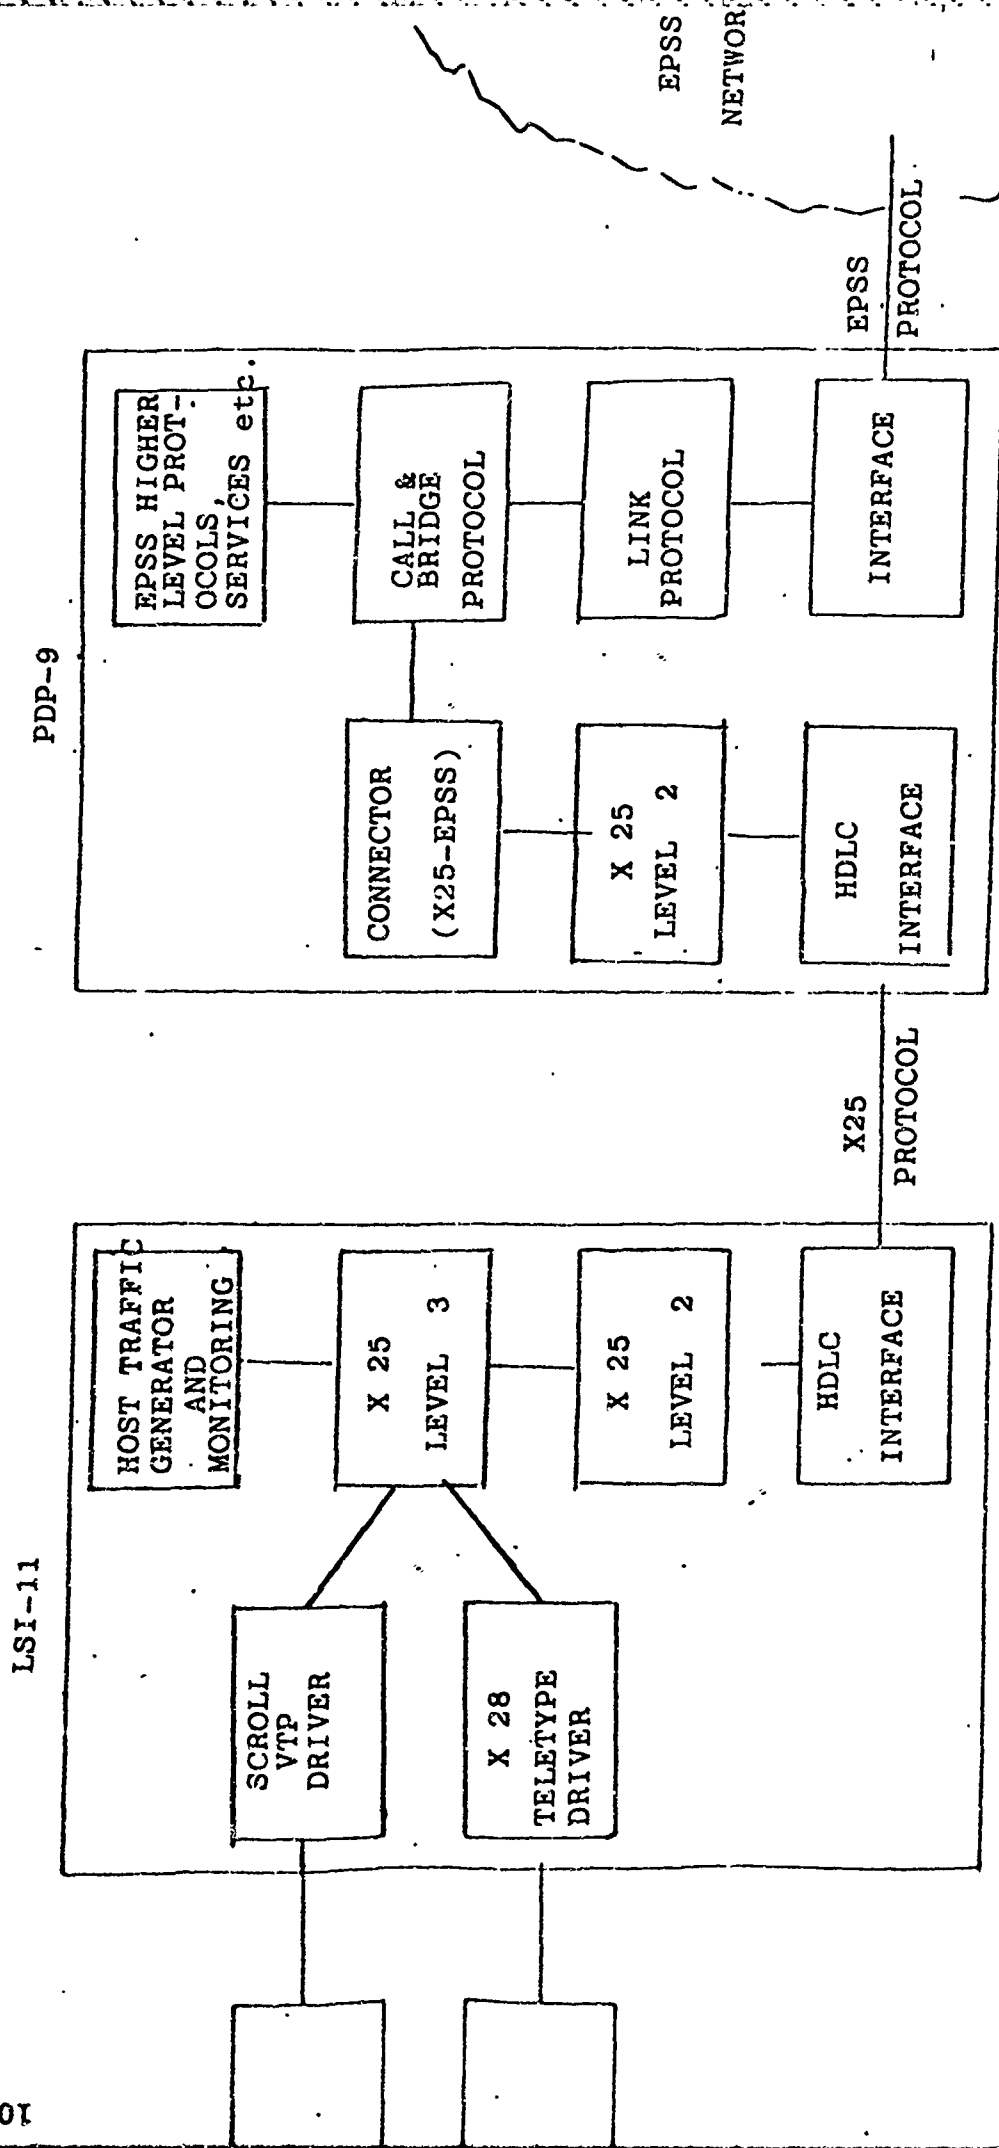 10
LSI-11
HOST TRAFFIC
GENERATOR
AND
MONITORING
SCROLL
VTP
DRIVER
X 25
LEVEL 3
X 28
TELETYPE
DRIVER
X 25
LEVEL 2
HDLC
INTERFACE
X25
PROTOCOL
PDP-9
EPSS HIGHER
LEVEL PROT-
OCOLS,
SERVICES etc.
CONNECTOR
(X25-EPSS)
CALL &
BRIDGE
PROTOCOL
X 25
LEVEL 2
LINK
PROTOCOL
HDLC
INTERFACE
INTERFACE
EPSS
PROTOCOL
EPSS
NETWOR